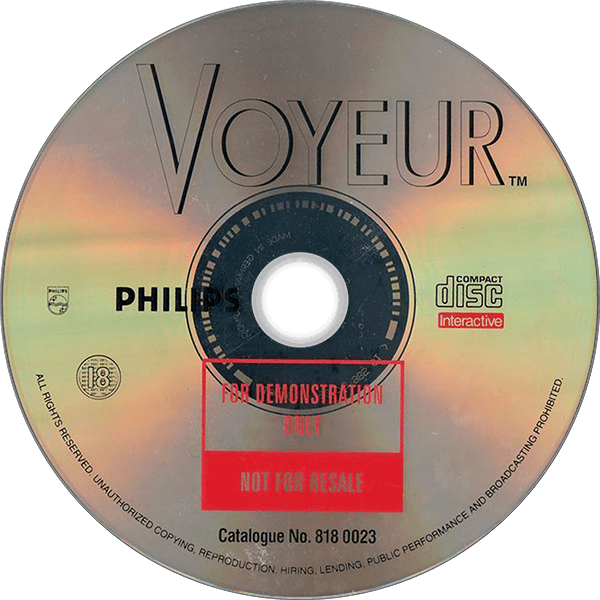 VOYEUR™
PHILIPS
PHILIPS
COMPACT
disc
Interactive
MADE IN
18
FOR DEMONSTRATION
ONLY
NOT FOR RESALE
Catalogue No. 818 0023
ALL RIGHTS RESERVED. UNAUTHORIZED COPYING, REPRODUCTION, HIRING, LENDING, PUBLIC PERFORMANCE AND BROADCASTING PROHIBITED.